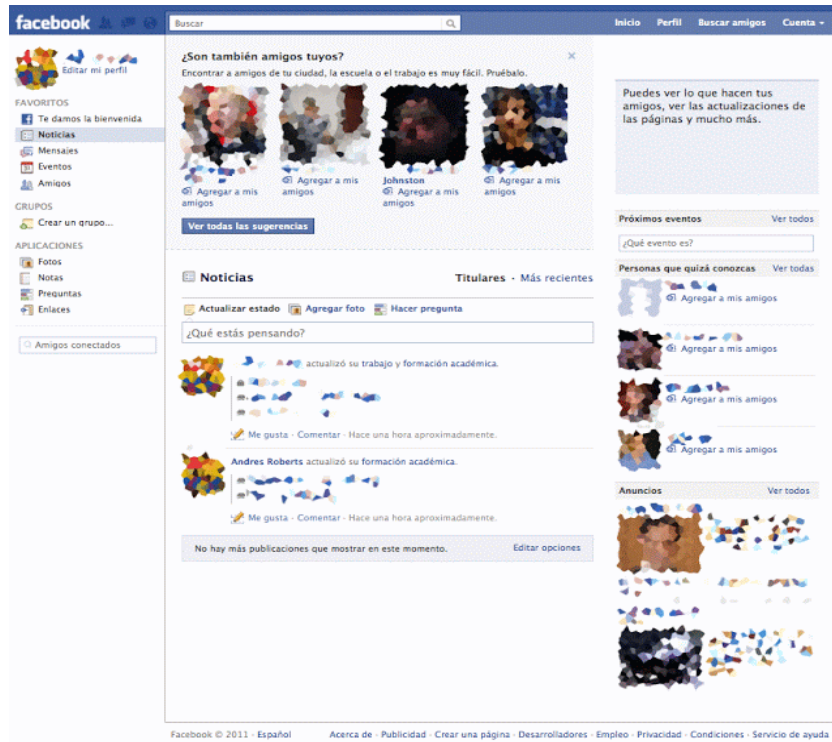 facebook
Buscar
Inicio Perfil Buscar amigos Cuenta
Editar mi perfil
FAVORITOS
Te damos la bienvenida
Noticias
Mensajes
Eventos
Amigos
GRUPOS
Crear un grupo...
APLICACIONES
Fotos
Notas
Preguntas
Enlaces
Amigos conectados
¿Son también amigos tuyos?
Encontrar a amigos de tu ciudad, la escuela o el trabajo es muy fácil. Pruébalo.
Agregar a mis
amigos
Agregar a mis
amigos
Johnston
Agregar a mis
amigos
Agregar a mis
amigos
Ver todas las sugerencias
Noticias
Titulares · Más recientes
Actualizar estado Agregar foto Hacer pregunta
¿Qué estás pensando?
actualizó su trabajo y formación académica.
Me gusta · Comentar · Hace una hora aproximadamente.
Andres Roberts actualizó su formación académica.
Me gusta · Comentar · Hace una hora aproximadamente.
No hay más publicaciones que mostrar en este momento. Editar opciones
Puedes ver lo que hacen tus
amigos, ver las actualizaciones de
las páginas y mucho más.
Próximos eventos Ver todos
¿Qué evento es?
Personas que quizá conozcas Ver todas
Agregar a mis amigos
Agregar a mis amigos
Agregar a mis amigos
Agregar a mis amigos
Anuncios Ver todos
Facebook © 2011 · Español
Acerca de · Publicidad · Crear una página · Desarrolladores · Empleo · Privacidad · Condiciones · Servicio de ayuda